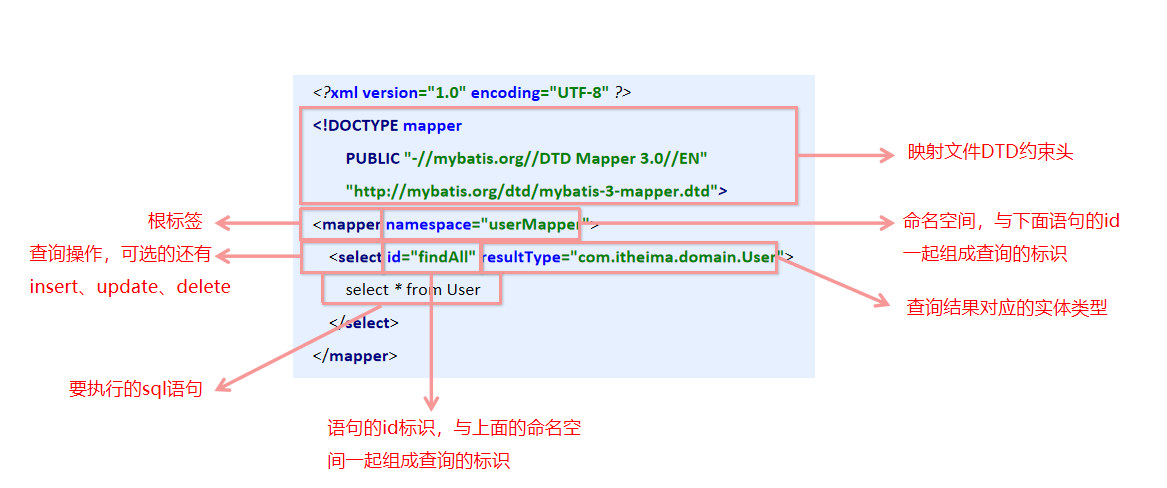 <?xml version="1.0" encoding="UTF-8" ?>
<!DOCTYPE mapper
PUBLIC "-//mybatis.org//DTD Mapper 3.0//EN"
"http://mybatis.org/dtd/mybatis-3-mapper.dtd">
<mapper namespace="userMapper">
<select id="findAll" resultType="com.itheima.domain.User">
select * from User
</select>
</mapper>
映射文件DTD约束头
根标签
命名空间，与下面语句的id
一起组成查询的标识
查询操作，可选的还有
insert、update、delete
查询结果对应的实体类型
要执行的sql语句
语句的id标识，与上面的命名空
间一起组成查询的标识